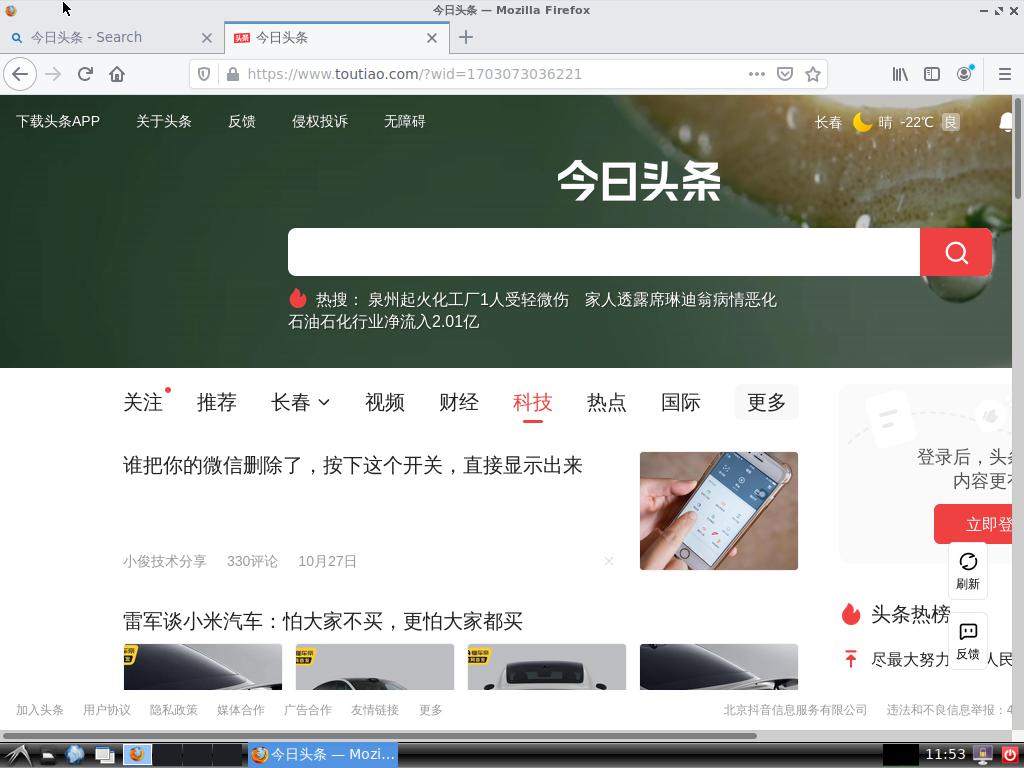 今日头条 — Mozilla Firefox
今日头条 - Search
头条 今日头条
https://www.toutiao.com/?wid=1703073036221
下载头条APP 关于头条 反馈 侵权投诉 无障碍 长春 晴 -22℃ 良
今日头条
热搜： 泉州起火化工厂1人受轻微伤 家人透露席琳迪翁病情恶化
石油石化行业净流入2.01亿
关注 推荐 长春 视频 财经 科技 热点 国际 更多
登录后，头条
内容更
立即登
谁把你的微信删除了，按下这个开关，直接显示出来
小俊技术分享 330评论 10月27日
刷新
雷军谈小米汽车：怕大家不买，更怕大家都买
头条热榜
反馈
尽最大努力 人民
加入头条 用户协议 隐私政策 媒体合作 广告合作 友情链接 更多 北京抖音信息服务有限公司 违法和不良信息举报：4
今日头条 — Mozi...
11:53